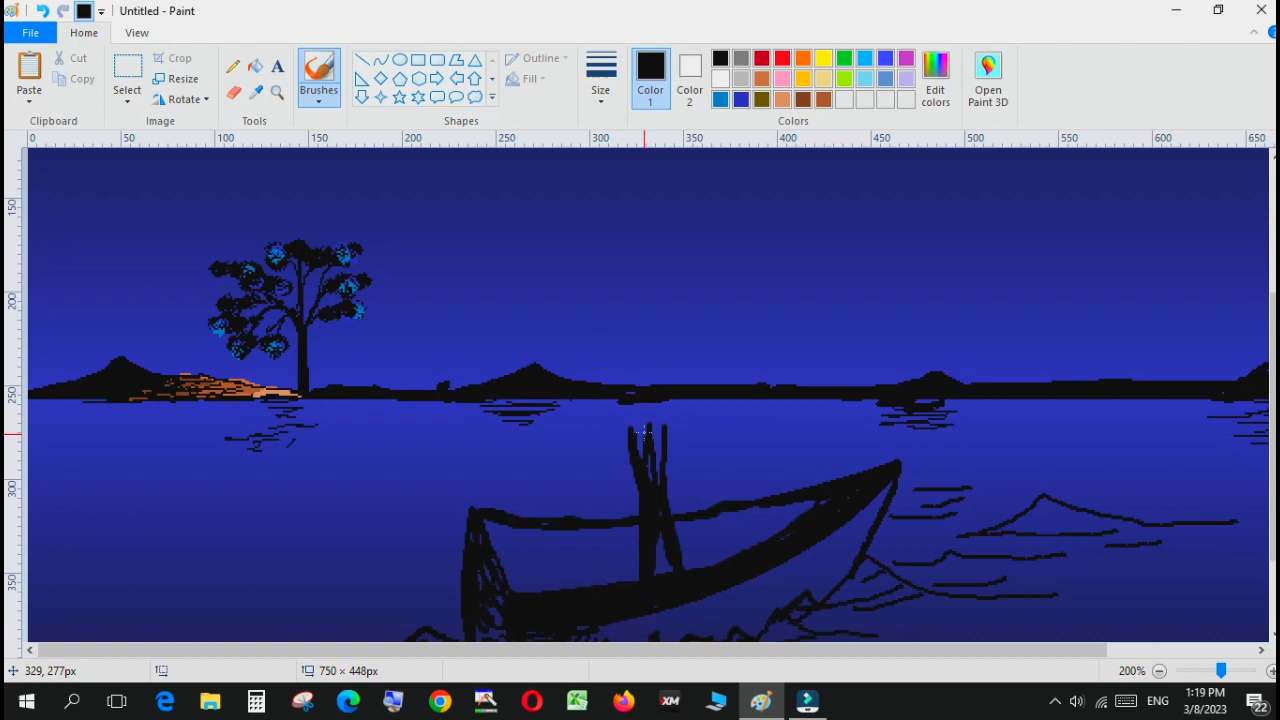 Untitled - Paint
File
Home
View
Paste
Cut
Copy
Clipboard
Select
Crop
Resize
Rotate
Image
A
Tools
Brushes
Outline
Fill
Shapes
Size
Color 1
Color 2
Edit colors
Colors
Open Paint 3D
0 50 100 150 200 250 300 350 400 450 500 550 600 650
150
200
250
300
350
329, 277px
750 × 448px
200%
XM
ENG
1:19 PM
3/8/2023
22